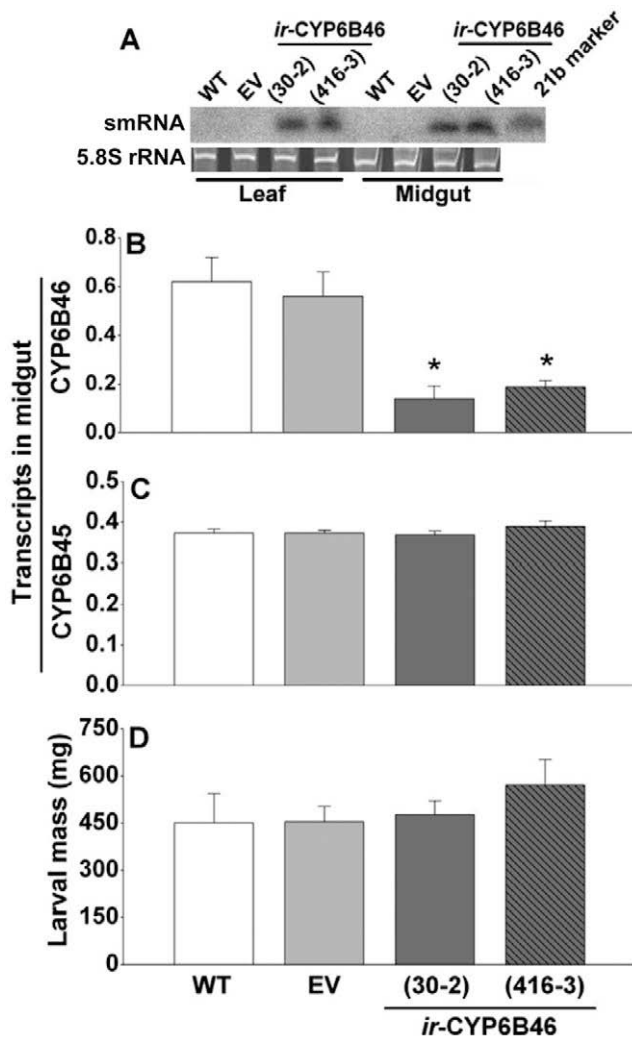 A
ir-CYP6B46 ir-CYP6B46
WT EV (30-2) (416-3) WT EV (30-2) (416-3) 21b marker
smRNA
5.8S rRNA
Leaf Midgut
B
0.8
0.6
0.4
0.2
0.0
CYP6B46
Transcripts in midgut
C
0.5
0.4
0.3
0.2
0.1
0.0
CYP6B45
* *
D
750
600
450
300
150
0
Larval mass (mg)
WT EV (30-2) (416-3)
ir-CYP6B46